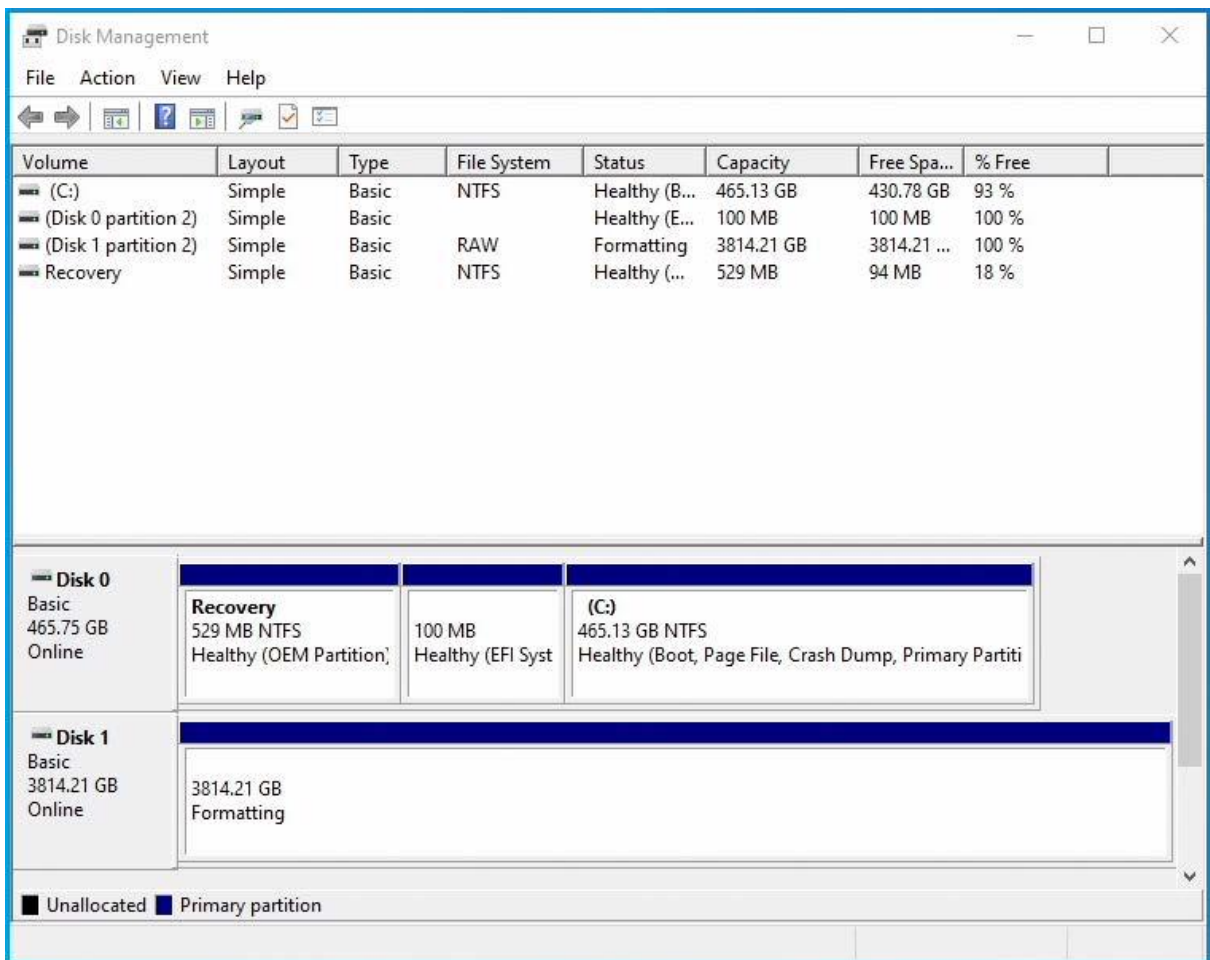 Disk Management
File Action View Help
Volume Layout Type File System Status Capacity Free Spa... % Free
(C:) Simple Basic NTFS Healthy (B... 465.13 GB 430.78 GB 93 %
(Disk 0 partition 2) Simple Basic Healthy (E... 100 MB 100 MB 100 %
(Disk 1 partition 2) Simple Basic RAW Formatting 3814.21 GB 3814.21 ... 100 %
Recovery Simple Basic NTFS Healthy (... 529 MB 94 MB 18 %
Disk 0
Basic
465.75 GB
Online
Recovery
529 MB NTFS
Healthy (OEM Partition)
100 MB
Healthy (EFI Syst
(C:)
465.13 GB NTFS
Healthy (Boot, Page File, Crash Dump, Primary Partiti
Disk 1
Basic
3814.21 GB
Online
3814.21 GB
Formatting
Unallocated Primary partition